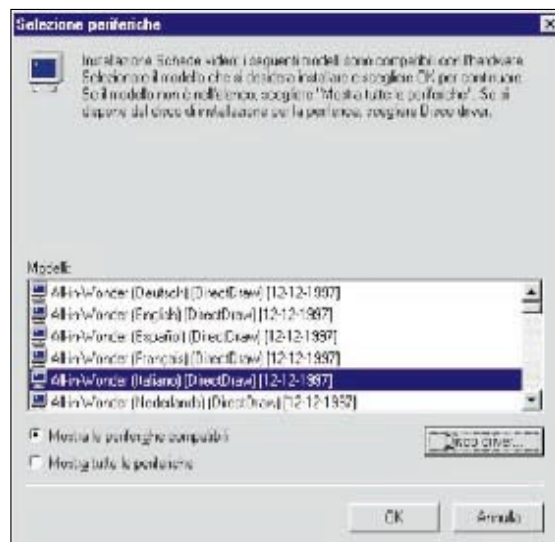 Selezione periferiche
Installazione Schede video: i seguenti modelli sono compatibili con l'hardware.
Selezionare il modello che si desidera installare e scegliere OK per continuare.
Se il modello non è nell'elenco, scegliere "Mostra tutte le periferiche". Se si
dispone del disco di installazione per la periferica, scegliere Disco driver.
Modelli:
All-in-Wonder (Deutsch) [DirectDraw] [12-12-1997]
All-in-Wonder (English) [DirectDraw] [12-12-1997]
All-in-Wonder (Español) [DirectDraw] [12-12-1997]
All-in-Wonder (Français) [DirectDraw] [12-12-1997]
All-in-Wonder (Italiano) [DirectDraw] [12-12-1997]
All-in-Wonder (Nederlands) [DirectDraw] [12-12-1997]
Mostra le periferiche compatibili
Disco driver...
Mostra tutte le periferiche
OK
Annulla